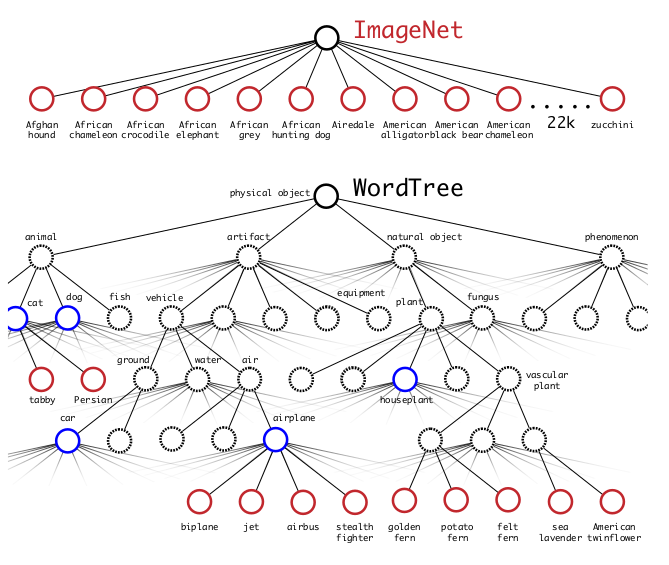 ImageNet
Afghan hound
African chameleon
African crocodile
African elephant
African grey
African hunting dog
Airedale
American alligator
American black bear
American chameleon
22k
zucchini
WordTree
physical object
animal
artifact
natural object
phenomenon
cat
dog
fish
vehicle
equipment
plant
fungus
ground
water
air
tabby
Persian
houseplant
vascular plant
car
airplane
biplane
jet
airbus
stealth fighter
golden fern
potato fern
felt fern
sea lavender
American twinflower